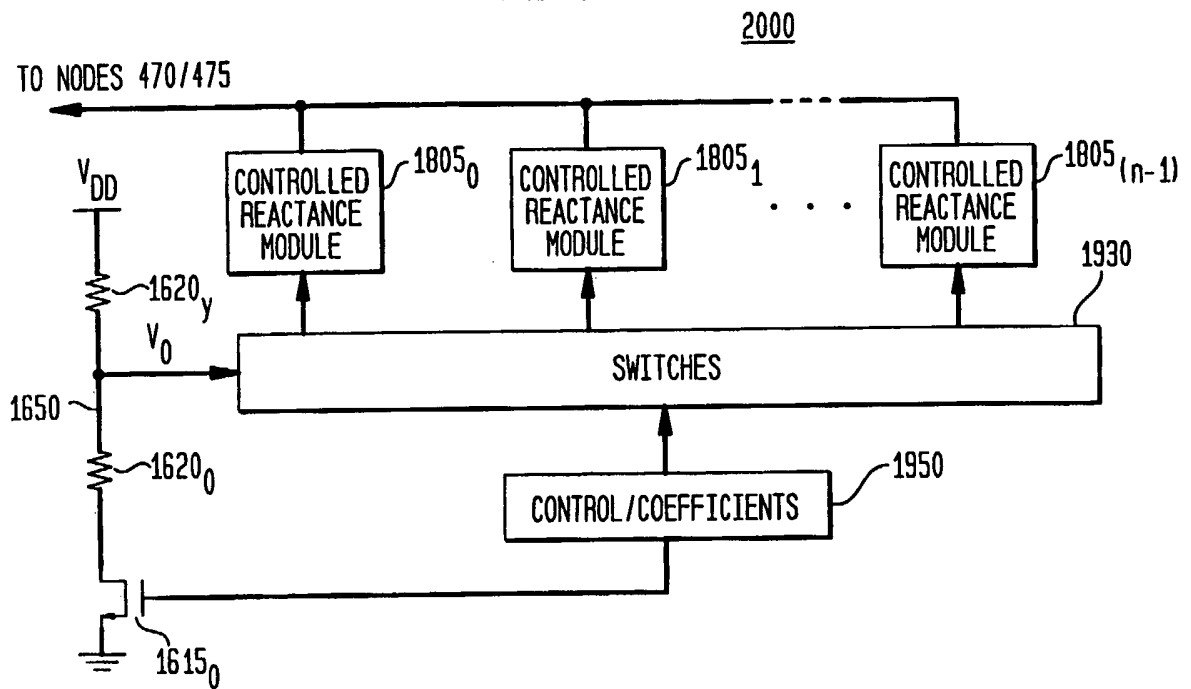 2000
TO NODES 470/475
V_DD
CONTROLLED
REACTANCE
MODULE
1805_0
CONTROLLED
REACTANCE
MODULE
1805_1
. . .
CONTROLLED
REACTANCE
MODULE
1805_(n-1)
1620_y
V_0
1930
SWITCHES
1650
1620_0
1950
CONTROL/COEFFICIENTS
1615_0